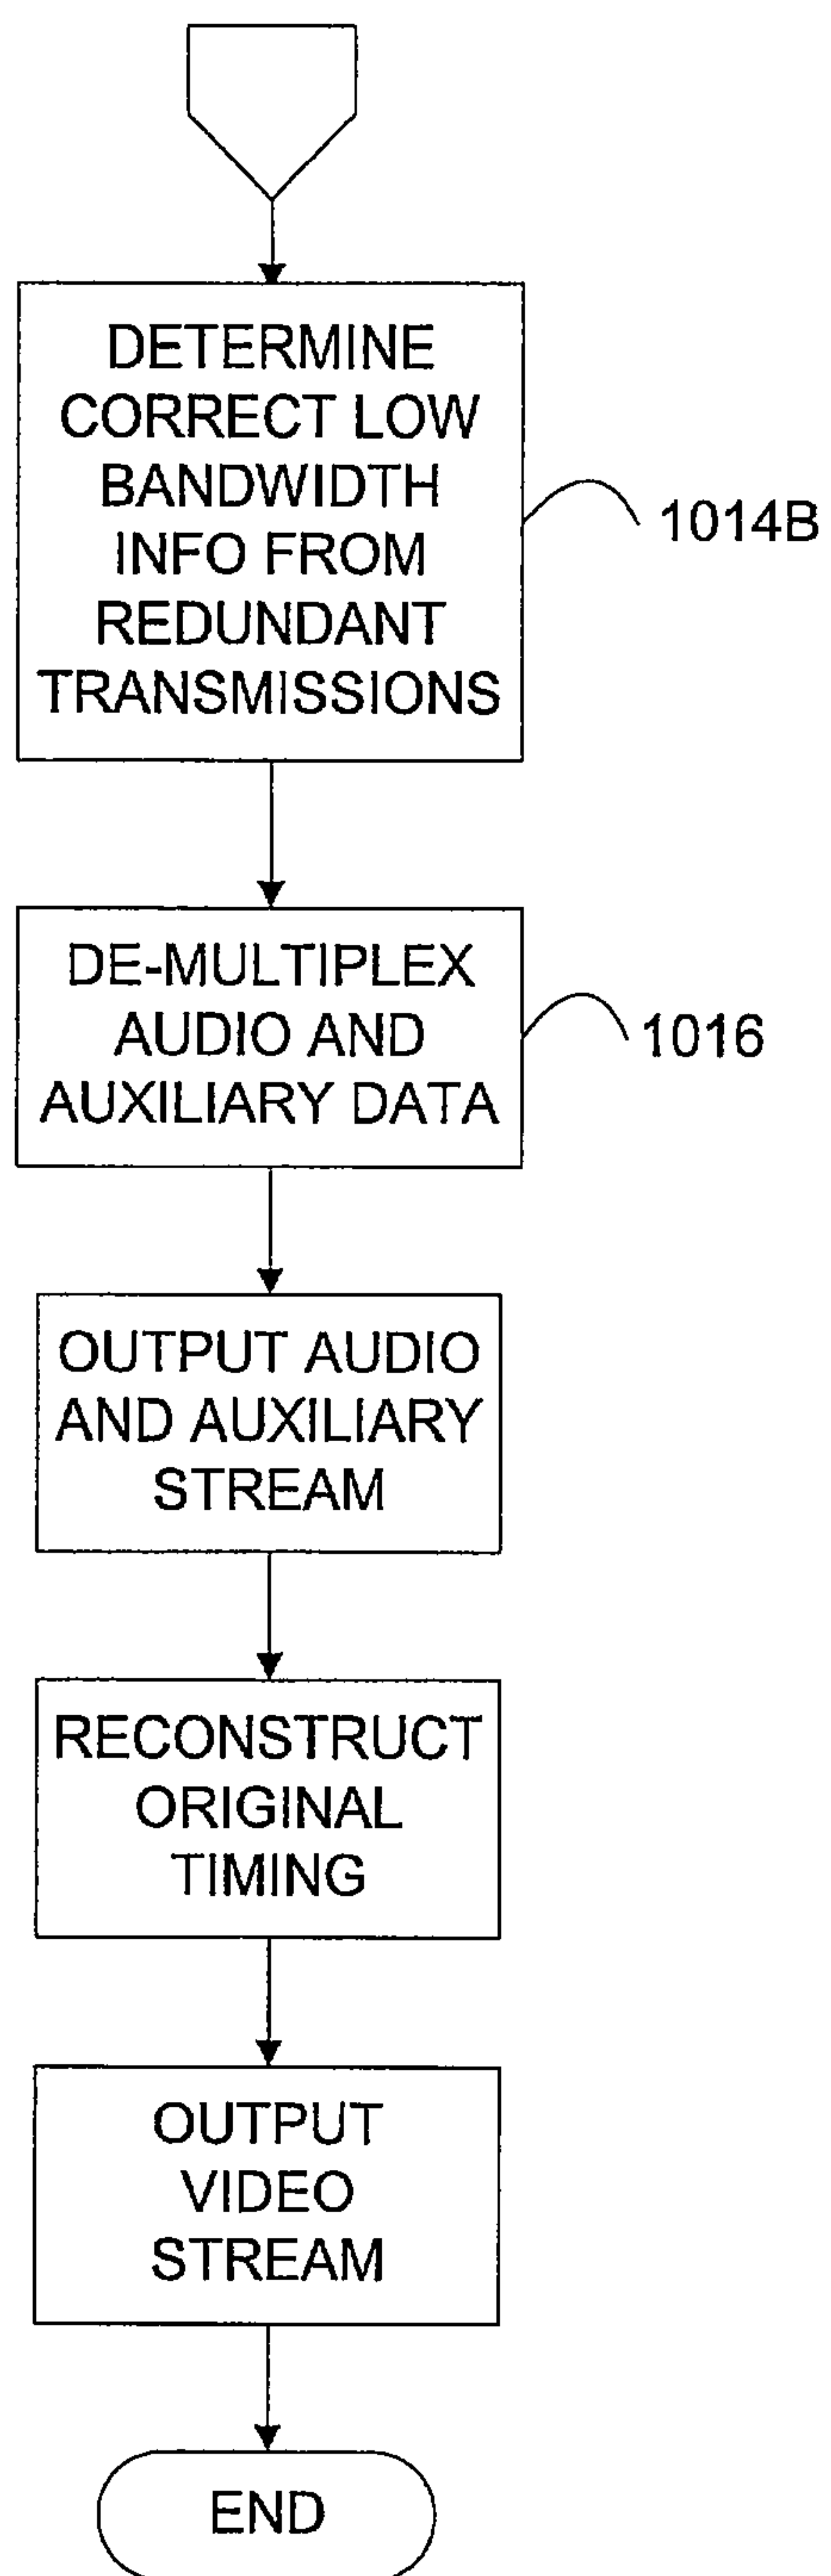 DETERMINE
CORRECT LOW
BANDWIDTH
INFO FROM
REDUNDANT
TRANSMISSIONS
1014B
DE-MULTIPLEX
AUDIO AND
AUXILIARY DATA
1016
OUTPUT AUDIO
AND AUXILIARY
STREAM
RECONSTRUCT
ORIGINAL
TIMING
OUTPUT
VIDEO
STREAM
END